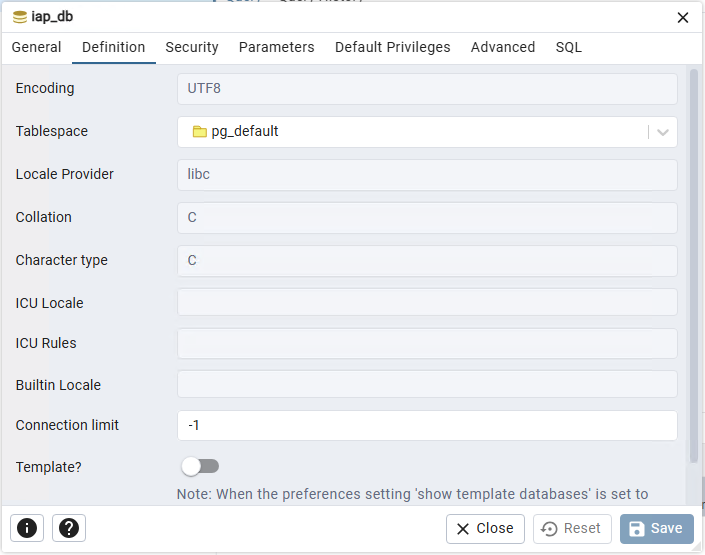 iap_db
General Definition Security Parameters Default Privileges Advanced SQL
Encoding UTF8
Tablespace pg_default
Locale Provider libc
Collation C
Character type C
ICU Locale
ICU Rules
Builtin Locale
Connection limit -1
Template?
Note: When the preferences setting 'show template databases' is set to
Close Reset Save